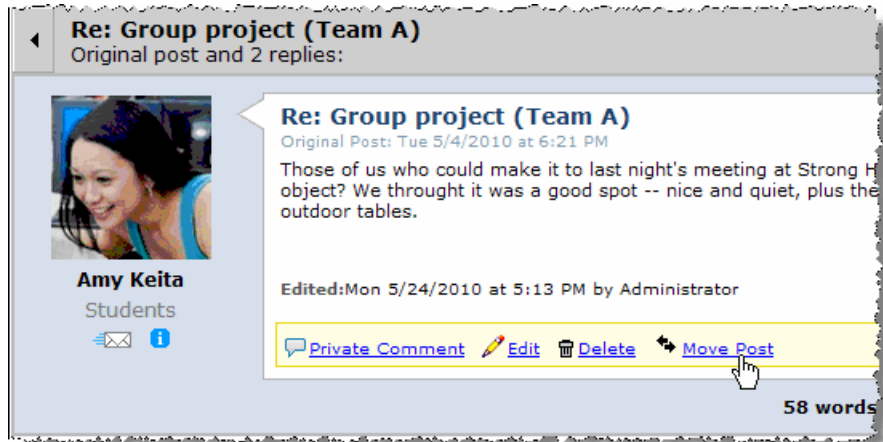 Re: Group project (Team A)
Original post and 2 replies:
Re: Group project (Team A)
Original Post: Tue 5/4/2010 at 6:21 PM
Those of us who could make it to last night's meeting at Strong H
object? We throught it was a good spot -- nice and quiet, plus the
outdoor tables.
Amy Keita
Students
Edited:Mon 5/24/2010 at 5:13 PM by Administrator
Private Comment Edit Delete Move Post
58 words